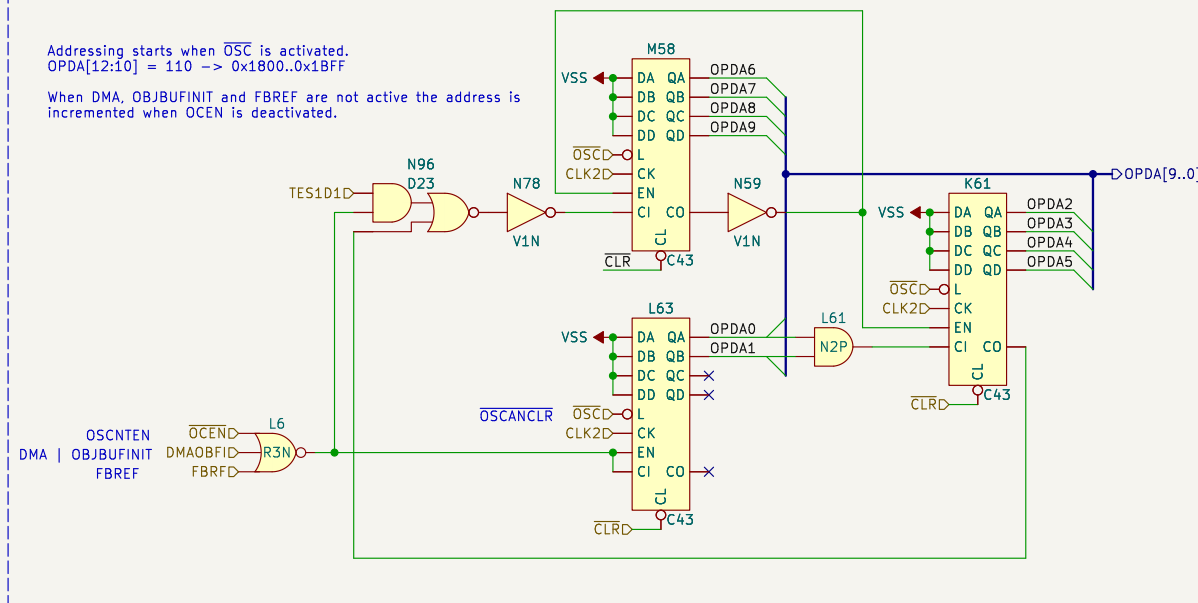 Addressing starts when OSC is activated.
OPDA[12:10] = 110 -> 0x1800..0x1BFF
When DMA, OBJBUFINIT and FBREF are not active the address is
incremented when OCEN is deactivated.
M58
VSS
DA QA
OPDA6
DB QB
OPDA7
DC QC
OPDA8
DD QD
OPDA9
OSC
L
CLK2
CK
EN
CI CO
CL
C43
CLR
N96
D23
TES1D1
N78
V1N
N59
V1N
OPDA[9..0]
K61
VSS
DA QA
OPDA2
DB QB
OPDA3
DC QC
OPDA4
DD QD
OPDA5
OSC
L
CLK2
CK
EN
CI CO
CL
C43
CLR
L63
VSS
DA QA
OPDA0
DB QB
OPDA1
DC QC
DD QD
OSCANCLR
OSC
L
CLK2
CK
EN
CI CO
CL
C43
CLR
L61
N2P
OSCNTEN
DMA | OBJBUFINIT
FBREF
OCEN
DMAOBFI
FBRF
L6
R3N